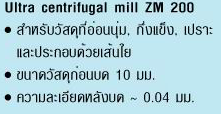 Ultra centrifugal mill ZM 200
• สำหรับวัสดุที่อ่อนนุ่ม, กึ่งแข็ง, เปราะ
และประกอบด้วยเส้นใย
• ขนาดวัสดุก่อนบด 10 มม.
• ความละเอียดหลังบด ~ 0.04 มม.